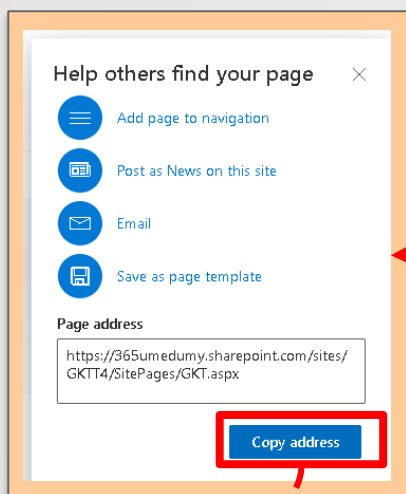 Help others find your page
Add page to navigation
Post as News on this site
Email
Save as page template
Page address
https://365umedumy.sharepoint.com/sites/
GKTT4/SitePages/GKT.aspx
Copy address